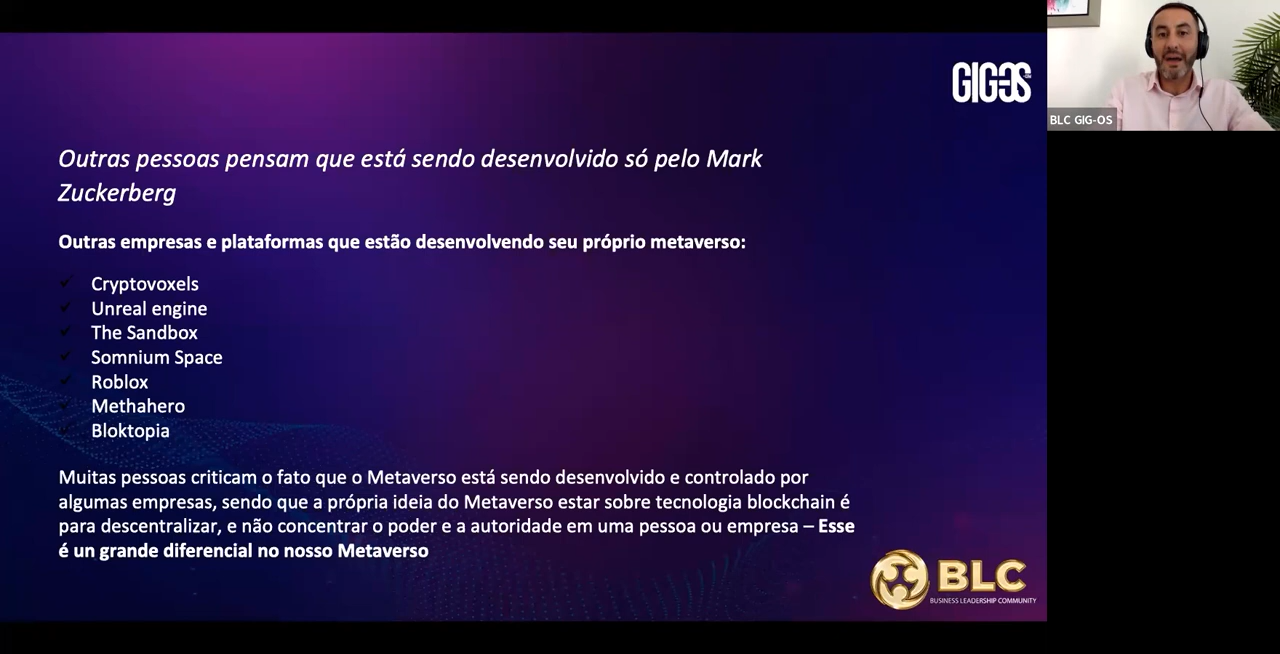 GIG-OS
BLC GIG-OS
Outras pessoas pensam que está sendo desenvolvido só pelo Mark
Zuckerberg
Outras empresas e plataformas que estão desenvolvendo seu próprio metaverso:
Cryptovoxels
Unreal engine
The Sandbox
Somnium Space
Roblox
Methahero
Bloktopia
Muitas pessoas criticam o fato que o Metaverso está sendo desenvolvido e controlado por
algumas empresas, sendo que a própria ideia do Metaverso estar sobre tecnologia blockchain é
para descentralizar, e não concentrar o poder e a autoridade em uma pessoa ou empresa – Esse
é un grande diferencial no nosso Metaverso
BLC
BUSINESS LEADERSHIP COMMUNITY